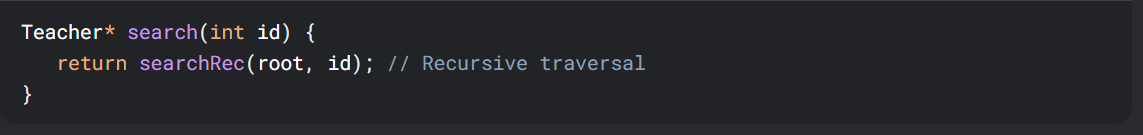 Teacher* search(int id) {
   return searchRec(root, id); // Recursive traversal
}